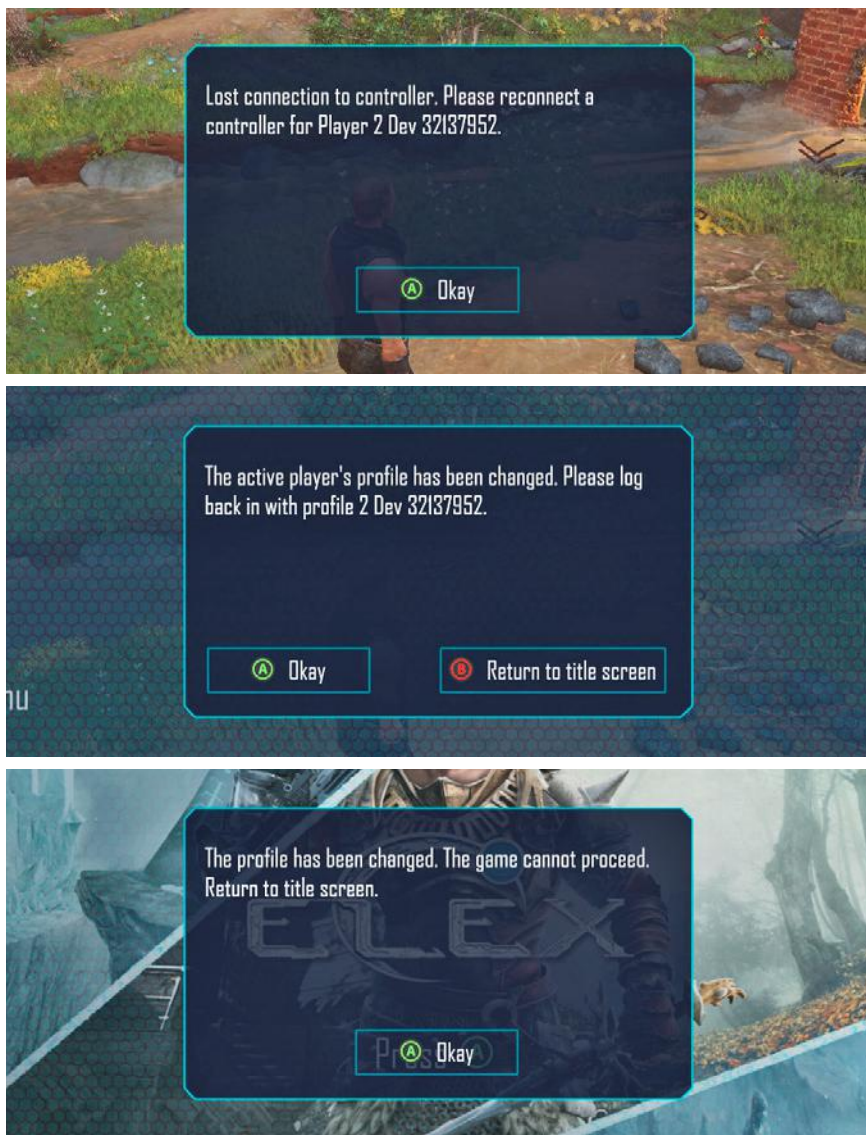 Lost connection to controller. Please reconnect a
controller for Player 2 Dev 32137952.
A Okay
The active player's profile has been changed. Please log
back in with profile 2 Dev 32137952.
A Okay
B Return to title screen
nu
The profile has been changed. The game cannot proceed.
Return to title screen.
ELEX
Press A
A Okay